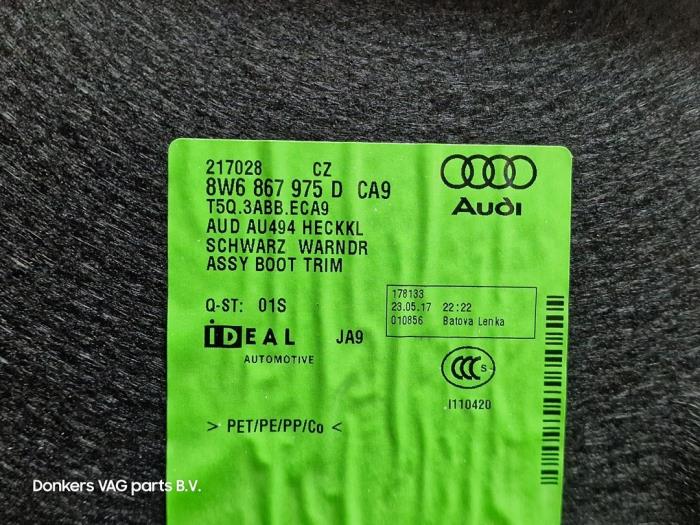 217028 CZ
8W6 867 975 D CA9
T5Q.3ABB.ECA9
AUD AU494 HECKKL
SCHWARZ WARNDR
ASSY BOOT TRIM
Audi
Q-ST: 01S
178133
23.05.17 22:22
010856 Batova Lenka
iDEAL JA9
AUTOMOTIVE
CCC S
I110420
> PET/PE/PP/Co <
Donkers VAG parts B.V.